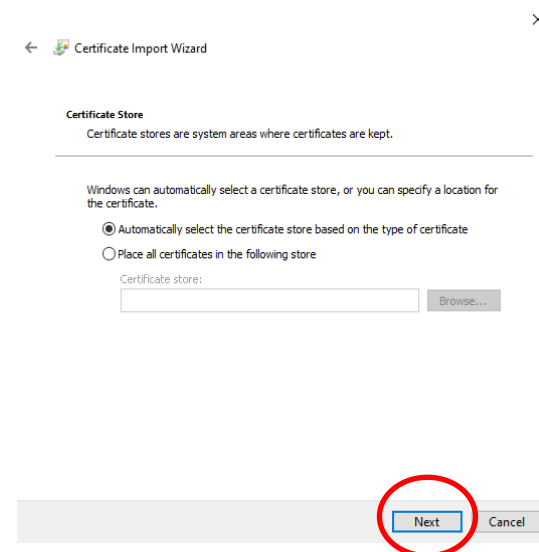 Certificate Import Wizard
Certificate Store
Certificate stores are system areas where certificates are kept.
Windows can automatically select a certificate store, or you can specify a location for
the certificate.
Automatically select the certificate store based on the type of certificate
Place all certificates in the following store
Certificate store:
Browse...
Next Cancel